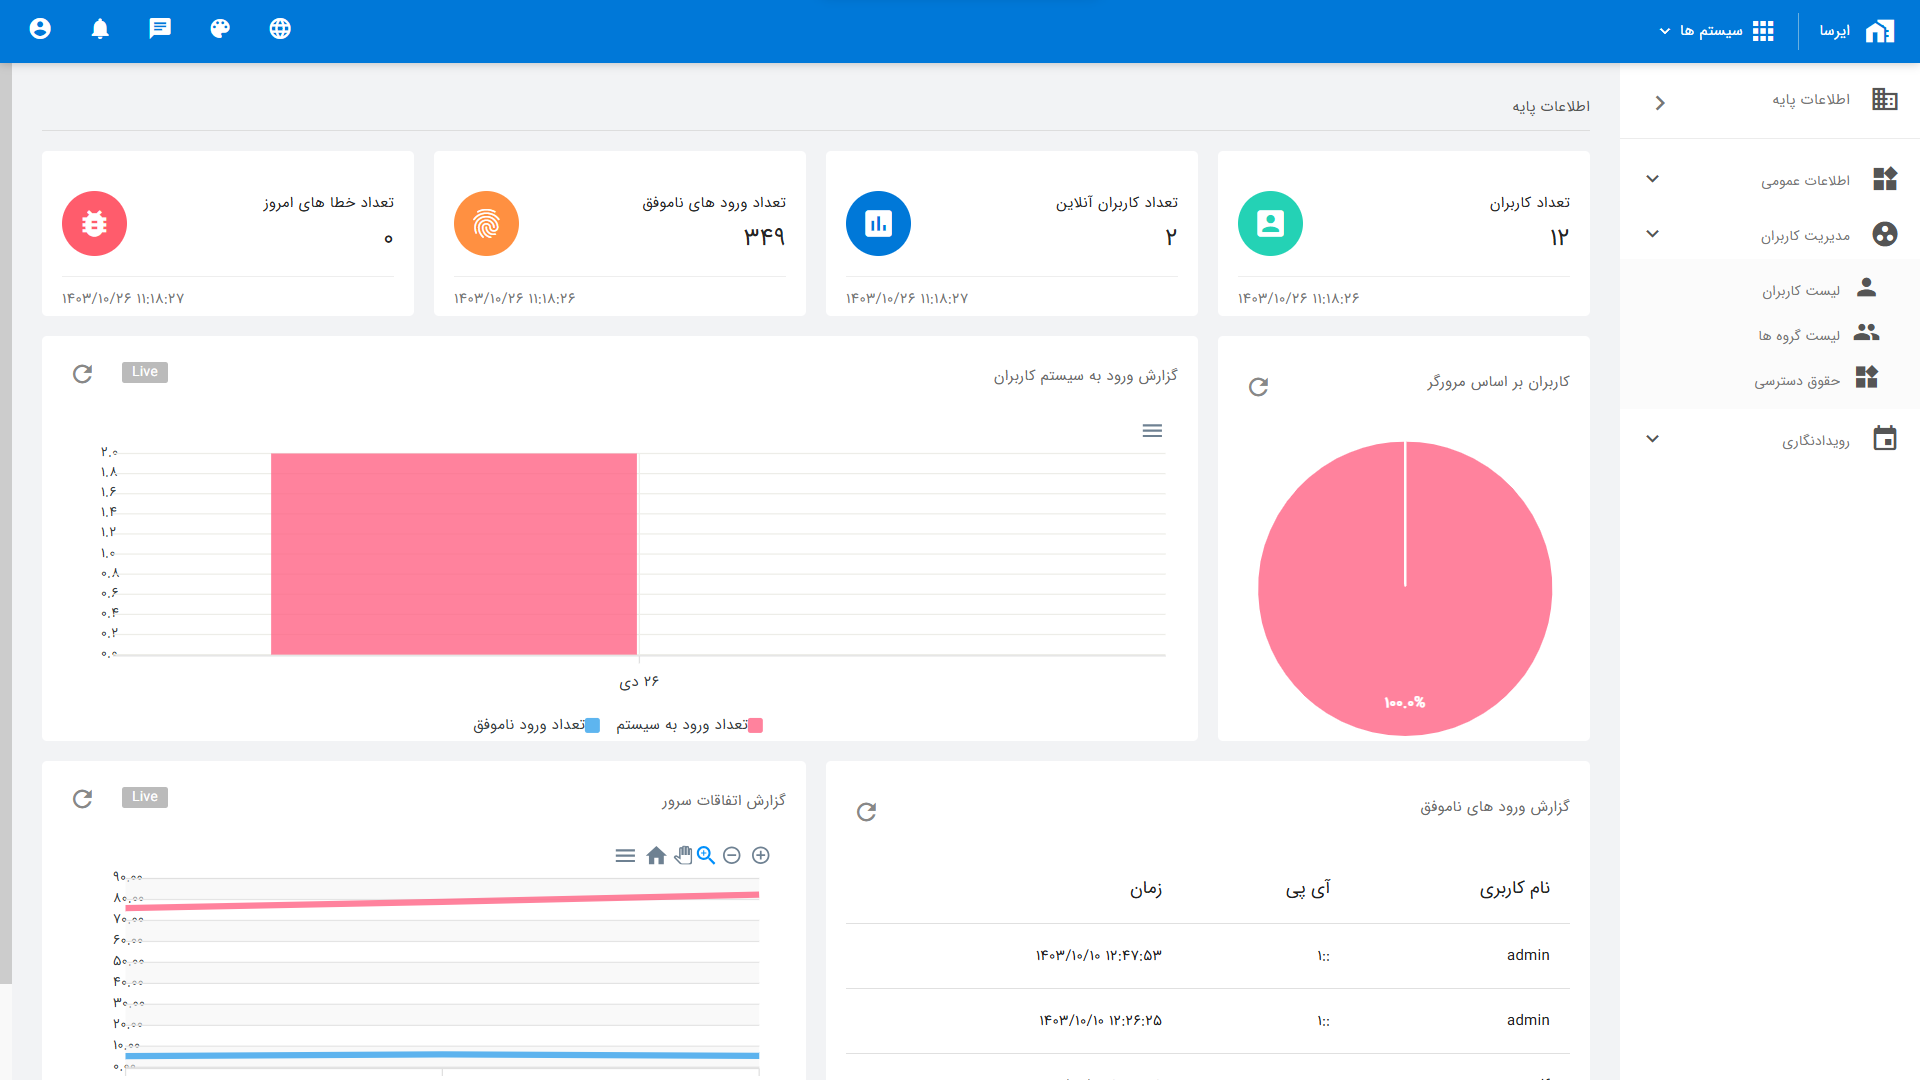 ایرسا
سیستم ها
اطلاعات پایه
اطلاعات عمومی
مدیریت کاربران
لیست کاربران
لیست گروه ها
حقوق دسترسی
رویدادنگاری
اطلاعات پایه
تعداد کاربران
۱۲
۱۴۰۳/۱۰/۲۶ ۱۱:۱۸:۲۶
تعداد کاربران آنلاین
۲
۱۴۰۳/۱۰/۲۶ ۱۱:۱۸:۲۷
تعداد ورود های ناموفق
۳۴۹
۱۴۰۳/۱۰/۲۶ ۱۱:۱۸:۲۶
تعداد خطا های امروز
۰
۱۴۰۳/۱۰/۲۶ ۱۱:۱۸:۲۷
کاربران بر اساس مرورگر
۱۰۰.۰%
گزارش ورود به سیستم کاربران
Live
۲.۰
۱.۸
۱.۶
۱.۴
۱.۲
۱.۰
۰.۸
۰.۶
۰.۴
۰.۲
۰.۰
۲۶ دی
تعداد ورود به سیستم
تعداد ورود ناموفق
گزارش ورود های ناموفق
نام کاربری آی پی زمان
admin ::۱ ۱۴۰۳/۱۰/۱۰ ۱۲:۴۷:۵۳
admin ::۱ ۱۴۰۳/۱۰/۱۰ ۱۲:۲۶:۲۵
گزارش اتفاقات سرور
Live
۹۰.۰۰
۸۰.۰۰
۷۰.۰۰
۶۰.۰۰
۵۰.۰۰
۴۰.۰۰
۳۰.۰۰
۲۰.۰۰
۱۰.۰۰
۰.۰۰